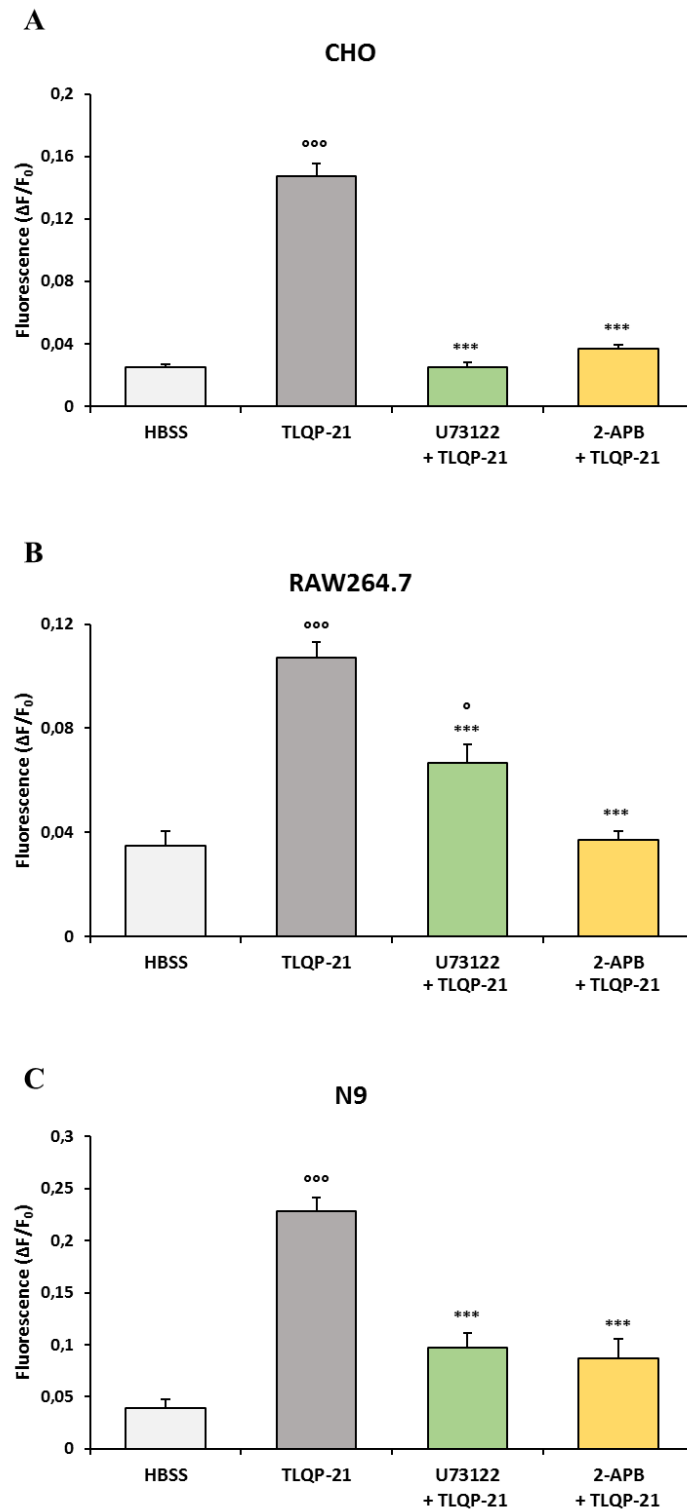 A
CHO
Fluorescence (ΔF/F₀)
0,2
0,16
0,12
0,08
0,04
0
°°°
***
***
HBSS
TLQP-21
U73122
+ TLQP-21
2-APB
+ TLQP-21
B
RAW264.7
Fluorescence (ΔF/F₀)
0,12
0,08
0,04
0
°°°
°
***
***
HBSS
TLQP-21
U73122
+ TLQP-21
2-APB
+ TLQP-21
C
N9
Fluorescence (ΔF/F₀)
0,3
0,25
0,2
0,15
0,1
0,05
0
°°°
***
***
HBSS
TLQP-21
U73122
+ TLQP-21
2-APB
+ TLQP-21